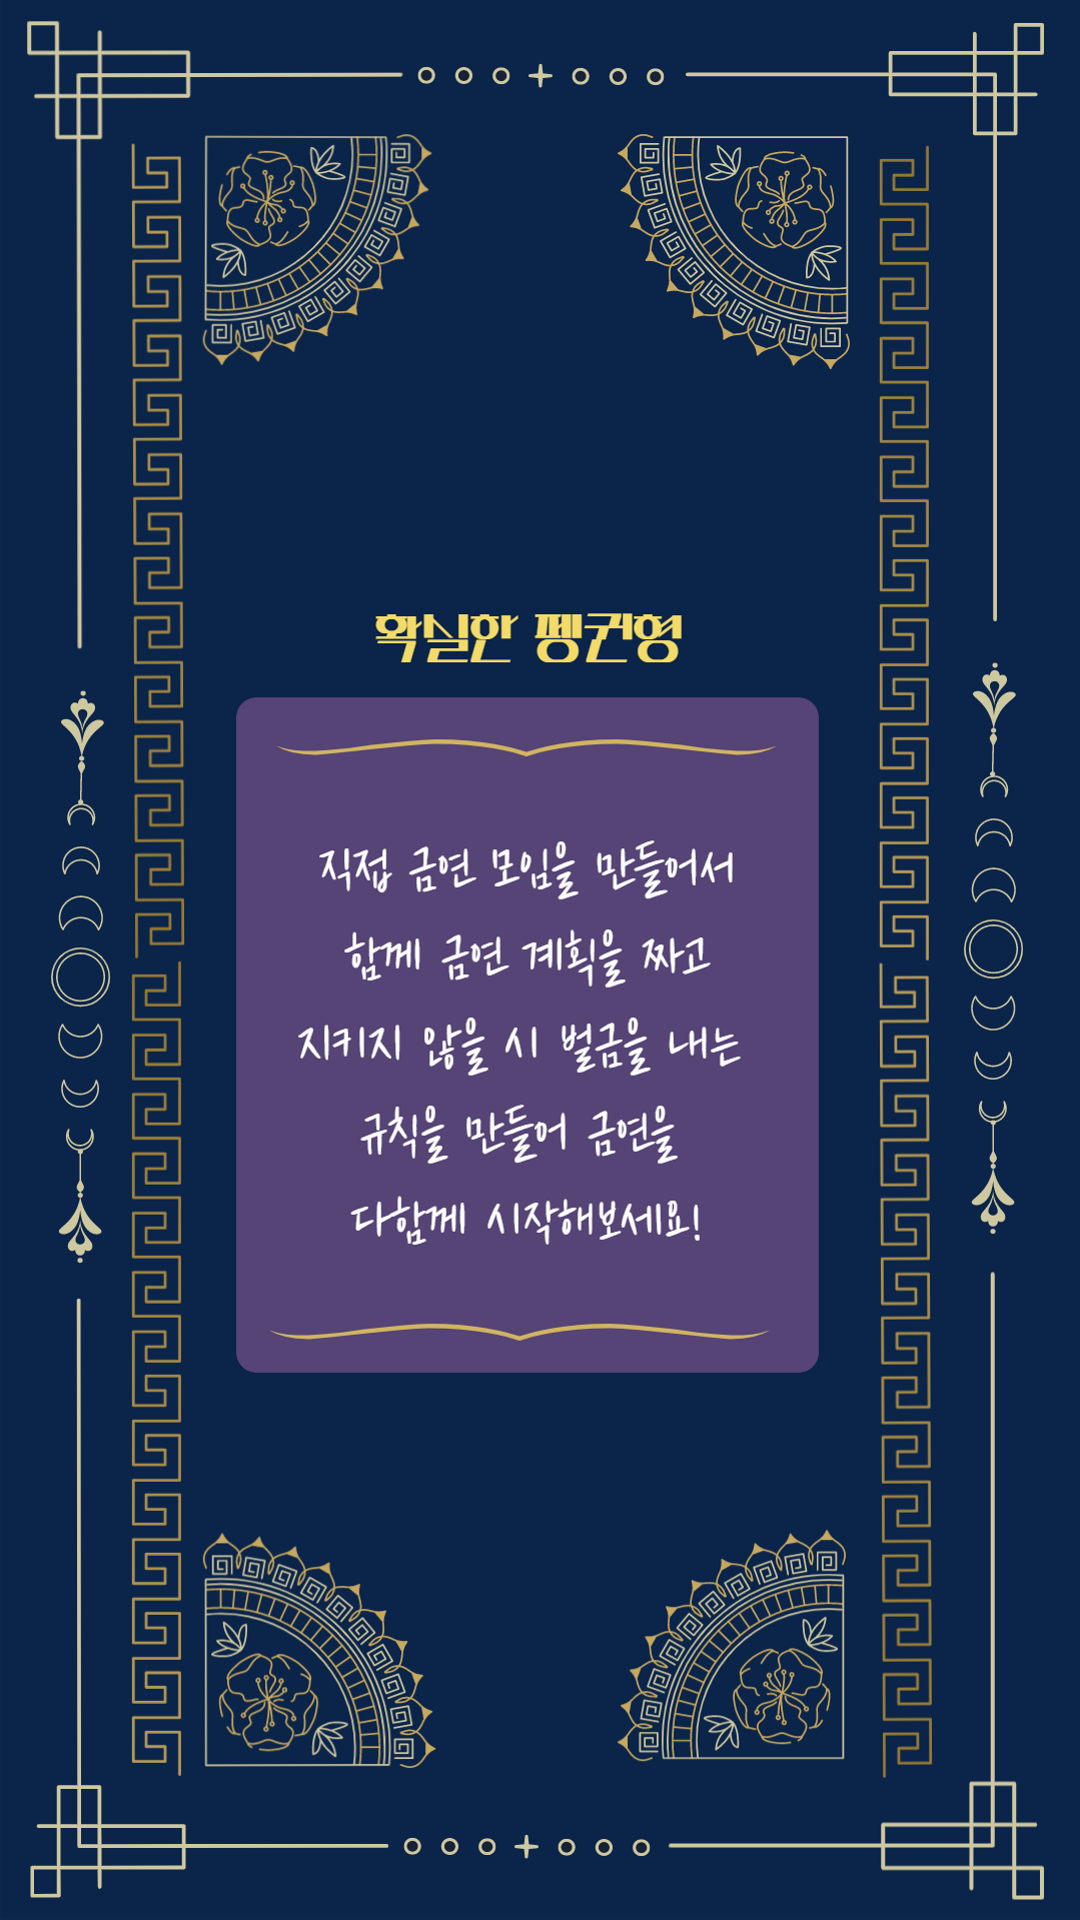 확실한 펭귄형
직접 금연 모임을 만들어서
함께 금연 계획을 짜고
지키지 않을 시 벌금을 내는
규칙을 만들어 금연을
다함께 시작해보세요!